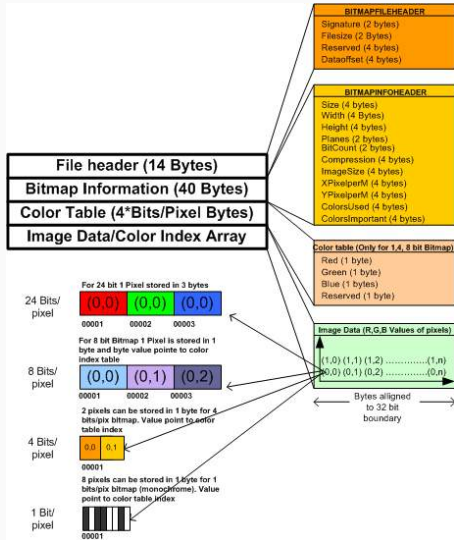 BITMAPFILEHEADER
Signature (2 bytes)
Filesize (2 Bytes)
Reserved (4 bytes)
Dataoffset (4 bytes)
BITMAPINFOHEADER
Size (4 bytes)
Width (4 Bytes)
Height (4 bytes)
Planes (2 bytes)
BitCount (2 bytes)
Compression (4 bytes)
ImageSize (4 bytes)
XPixelperM (4 bytes)
YPixelperM (4 bytes)
ColorsUsed (4 bytes)
ColorsImportant (4 bytes)
File header (14 Bytes)
Bitmap Information (40 Bytes)
Color Table (4*Bits/Pixel Bytes)
Image Data/Color Index Array
Color table (Only for 1,4, 8 bit Bitmap)
Red (1 byte)
Green (1 byte)
Blue (1 bytes)
Reserved (1 bytes)
Image Data (R,G,B Values of pixels)
(1,0) (1,1) (1,2) ..............(1,n)
(0,0) (0,1) (0,2) ..............(0,n)
Bytes alligned
to 32 bit
boundary
For 24 bit 1 Pixel stored in 3 bytes
24 Bits/
pixel
(0,0) (0,0) (0,0)
00001 00002 00003
For 8 bit Bitmap 1 Pixel is stored in 1
byte and byte value pointe to color
index table
8 Bits/
pixel
(0,0) (0,1) (0,2)
00001 00002 00003
2 pixels can be stored in 1 byte for 4
bits/pix bitmap. Value point to color
table index
4 Bits/
pixel
0,0 0,1
00001
8 pixels can be stored in 1 byte for 1
bits/pix bitmap (monochrome). Value
point to color table index
1 Bit/
pixel
00001